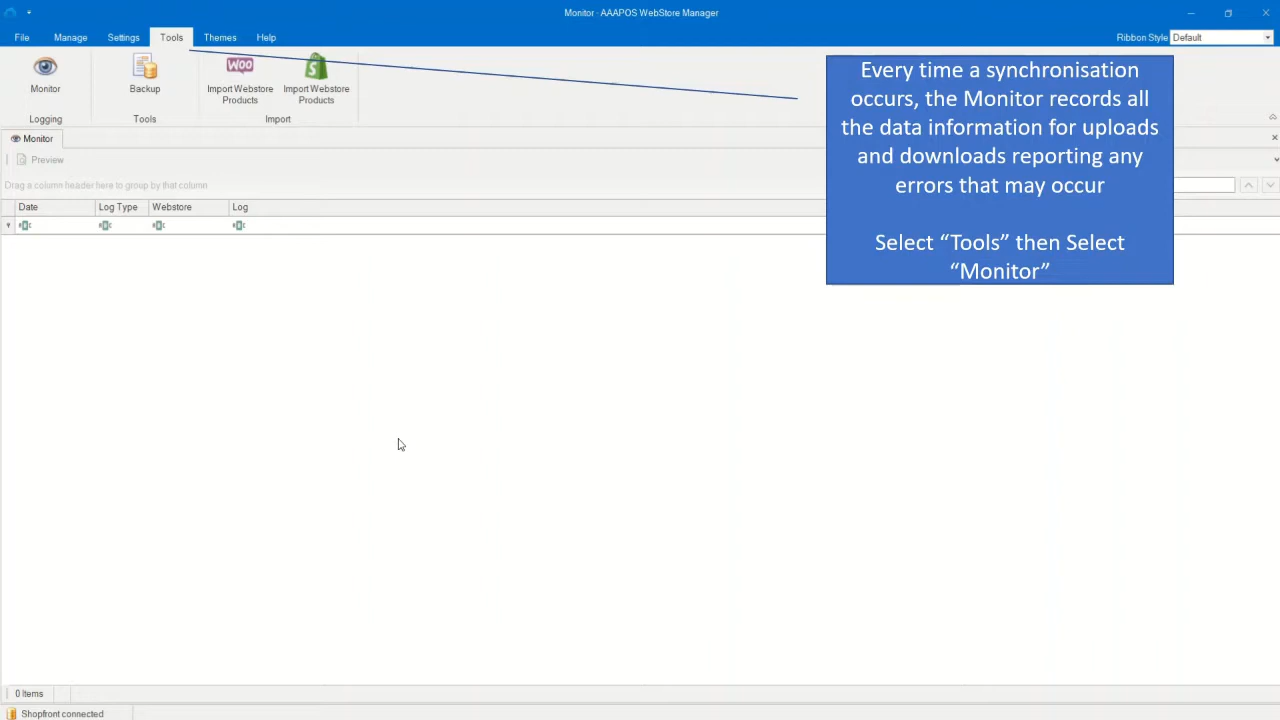 Monitor - AAAPOS WebStore Manager
File Manage Settings Tools Themes Help
Ribbon Style Default
Monitor
Backup
Import Webstore Products
Import Webstore Products
Logging
Tools
Import
Monitor
Preview
Drag a column header here to group by that column
Date Log Type Webstore Log
Every time a synchronisation
occurs, the Monitor records all
the data information for uploads
and downloads reporting any
errors that may occur
Select “Tools” then Select
“Monitor”
0 Items
Shopfront connected